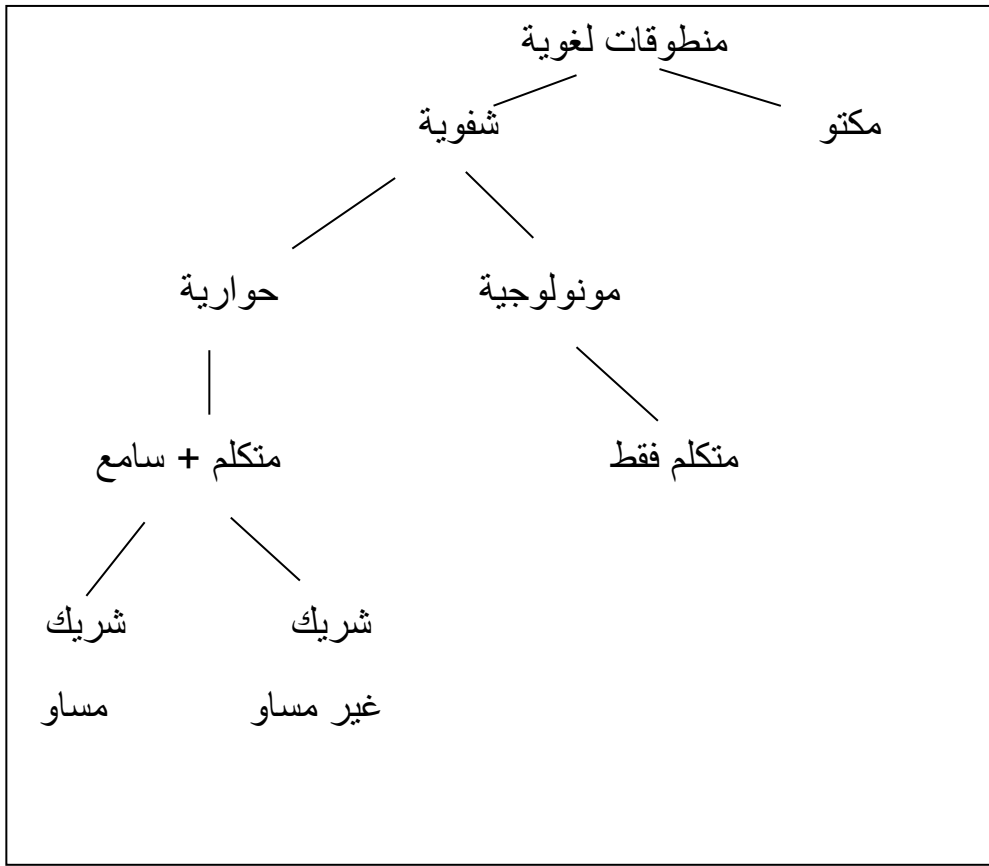 منطوقات لغوية
مكتو
شفوية
مونولوجية
حوارية
متكلم فقط
متكلم + سامع
شريك
شريك
غير مساو
مساو